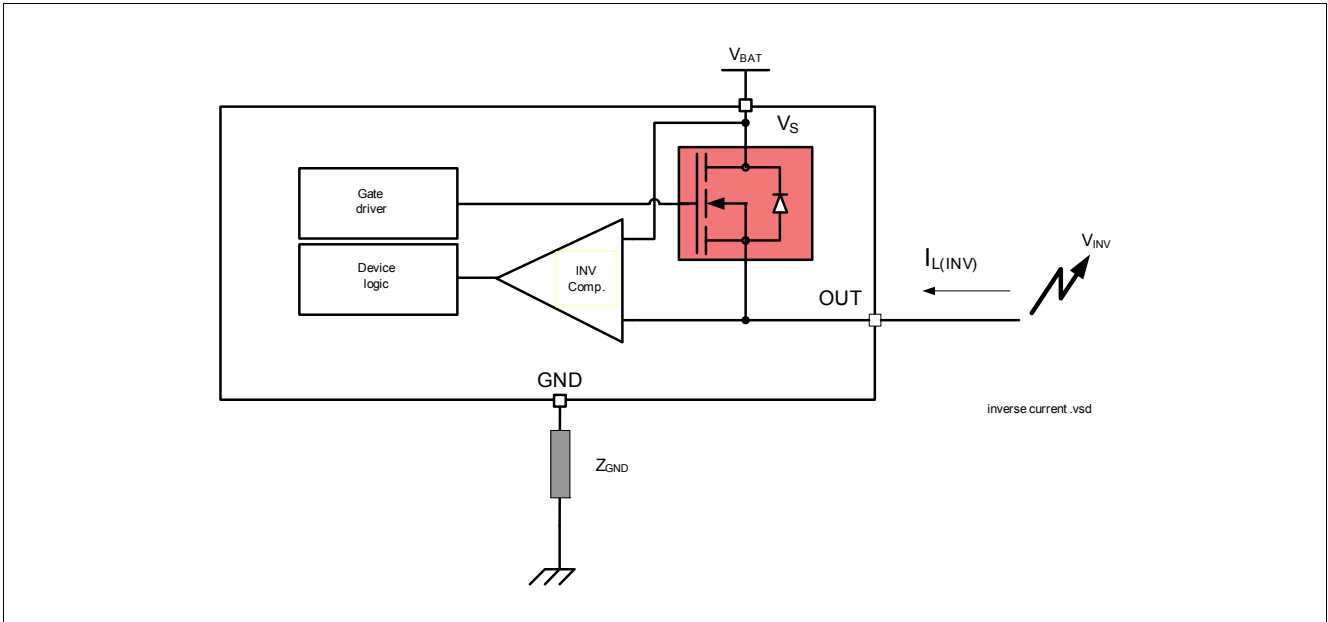 VBAT
VS
Gate
driver
Device
logic
INV
Comp.
VINV
IL(INV)
OUT
GND
inverse current .vsd
ZGND